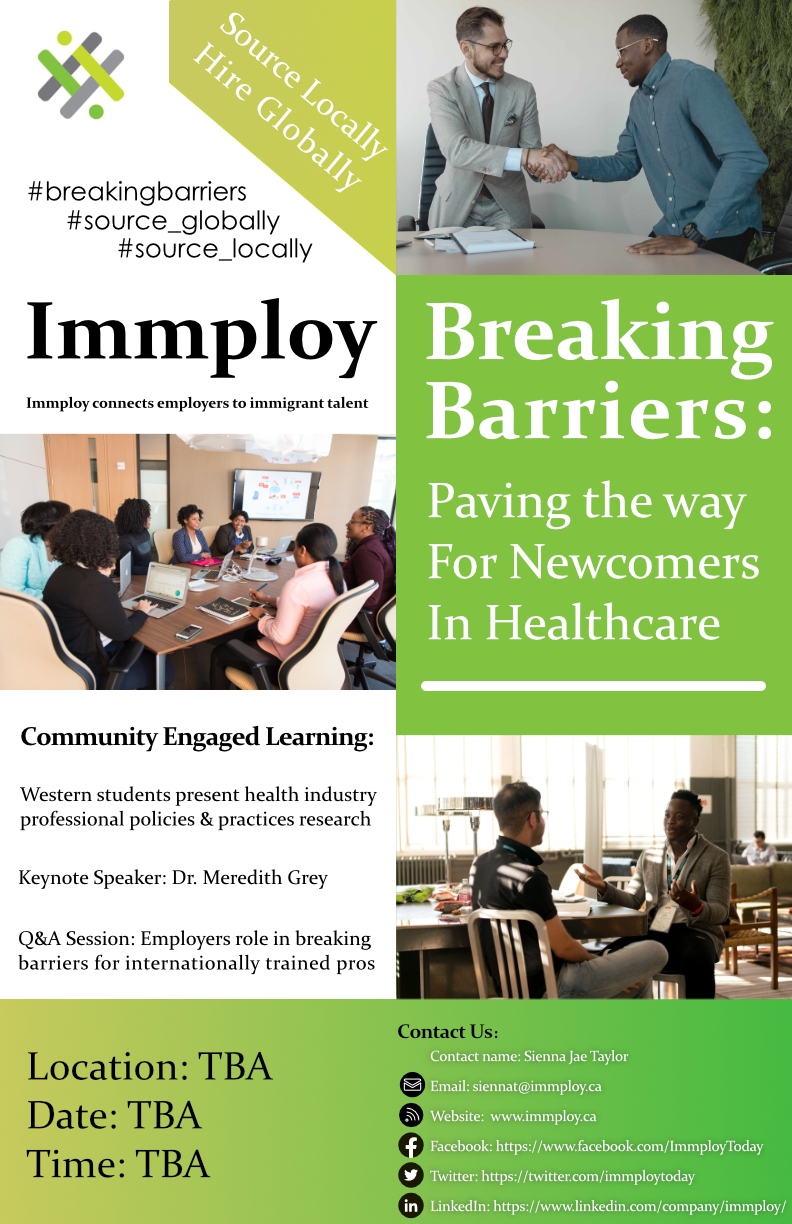 Source Locally
Hire Globally
#breakingbarriers
#source_globally
#source_locally
Immploy
Immploy connects employers to immigrant talent
Breaking
Barriers:
Paving the way
For Newcomers
In Healthcare
Community Engaged Learning:
Western students present health industry
professional policies & practices research
Keynote Speaker: Dr. Meredith Grey
Q&A Session: Employers role in breaking
barriers for internationally trained pros
Location: TBA
Date: TBA
Time: TBA
Contact Us:
Contact name: Sienna Jae Taylor
Email: siennat@immploy.ca
Website: www.immploy.ca
Facebook: https://www.facebook.com/ImmployToday
Twitter: https://twitter.com/immploytoday
LinkedIn: https://www.linkedin.com/company/immploy/